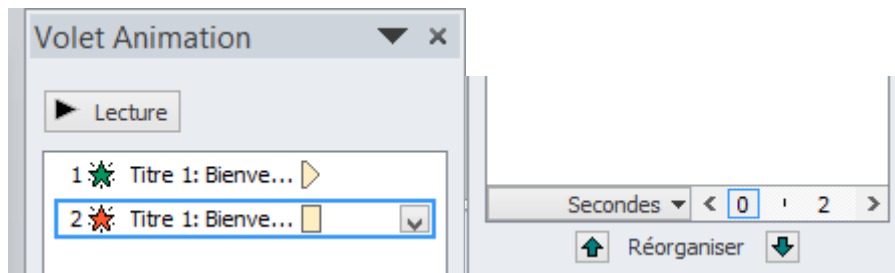 Volet Animation
Lecture
1 Titre 1: Bienve...
2 Titre 1: Bienve...
Secondes < 0 ' 2 >
Réorganiser